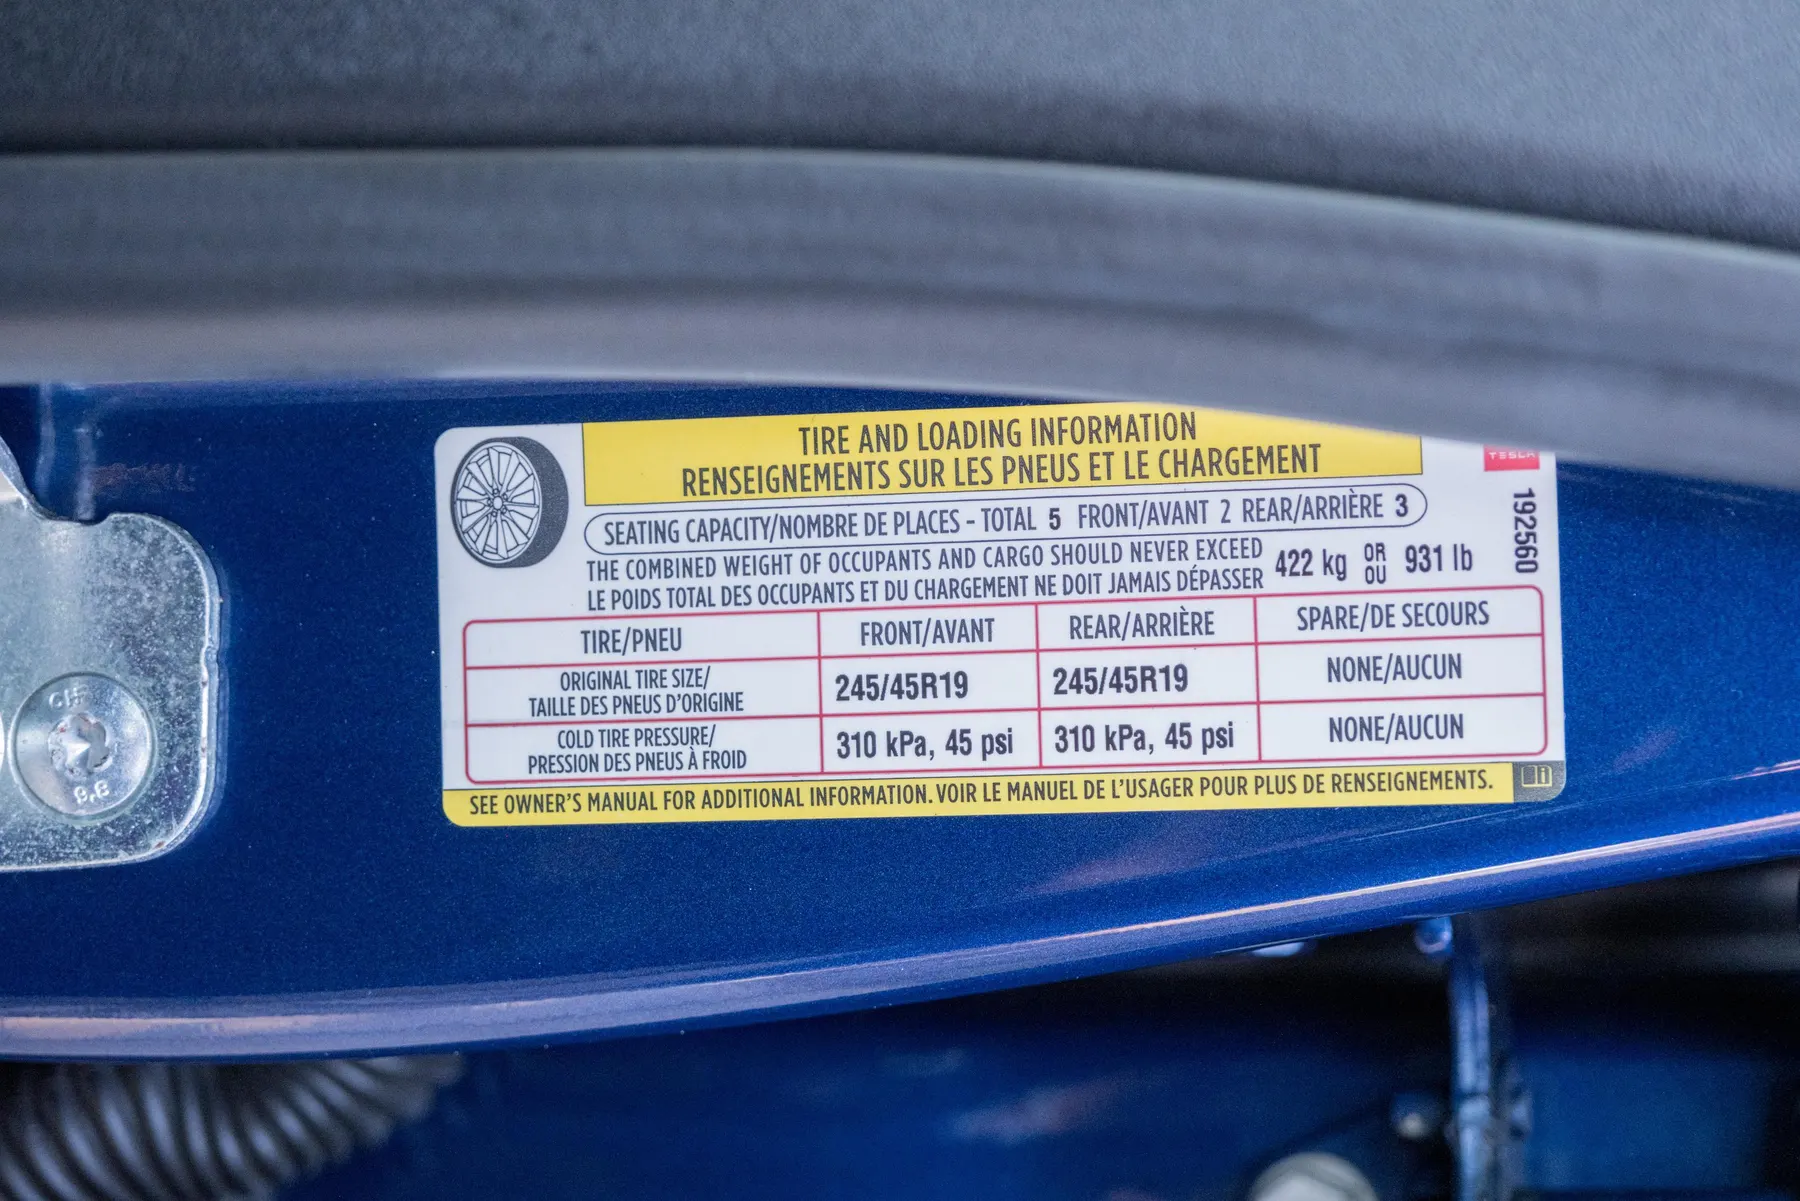 TIRE AND LOADING INFORMATION
RENSEIGNEMENTS SUR LES PNEUS ET LE CHARGEMENT
TESLA
SEATING CAPACITY/NOMBRE DE PLACES - TOTAL 5 FRONT/AVANT 2 REAR/ARRIÈRE 3
THE COMBINED WEIGHT OF OCCUPANTS AND CARGO SHOULD NEVER EXCEED
LE POIDS TOTAL DES OCCUPANTS ET DU CHARGEMENT NE DOIT JAMAIS DÉPASSER
422 kg OR OU 931 lb
192560
TIRE/PNEU FRONT/AVANT REAR/ARRIÈRE SPARE/DE SECOURS
ORIGINAL TIRE SIZE/
TAILLE DES PNEUS D'ORIGINE
245/45R19 245/45R19 NONE/AUCUN
COLD TIRE PRESSURE/
PRESSION DES PNEUS À FROID
310 kPa, 45 psi 310 kPa, 45 psi NONE/AUCUN
SEE OWNER'S MANUAL FOR ADDITIONAL INFORMATION. VOIR LE MANUEL DE L'USAGER POUR PLUS DE RENSEIGNEMENTS.